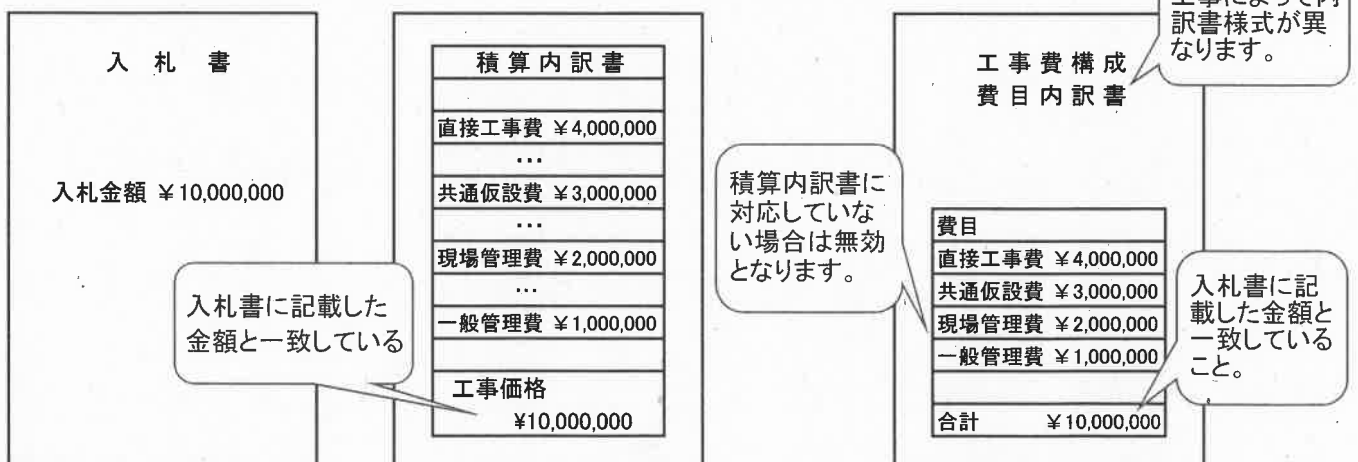 入 札 書
入札金額 ¥10,000,000
入札書に記載した
金額と一致している
積算内訳書
直接工事費 ¥4,000,000
…
共通仮設費 ¥3,000,000
…
現場管理費 ¥2,000,000
…
一般管理費 ¥1,000,000
工事価格
¥10,000,000
積算内訳書に
対応していな
い場合は無効
となります。
工事によって内
訳書様式が異
なります。
工事費構成
費目内訳書
費目
直接工事費 ¥4,000,000
共通仮設費 ¥3,000,000
現場管理費 ¥2,000,000
一般管理費 ¥1,000,000
合計 ¥10,000,000
入札書に記
載した金額と
一致している
こと。